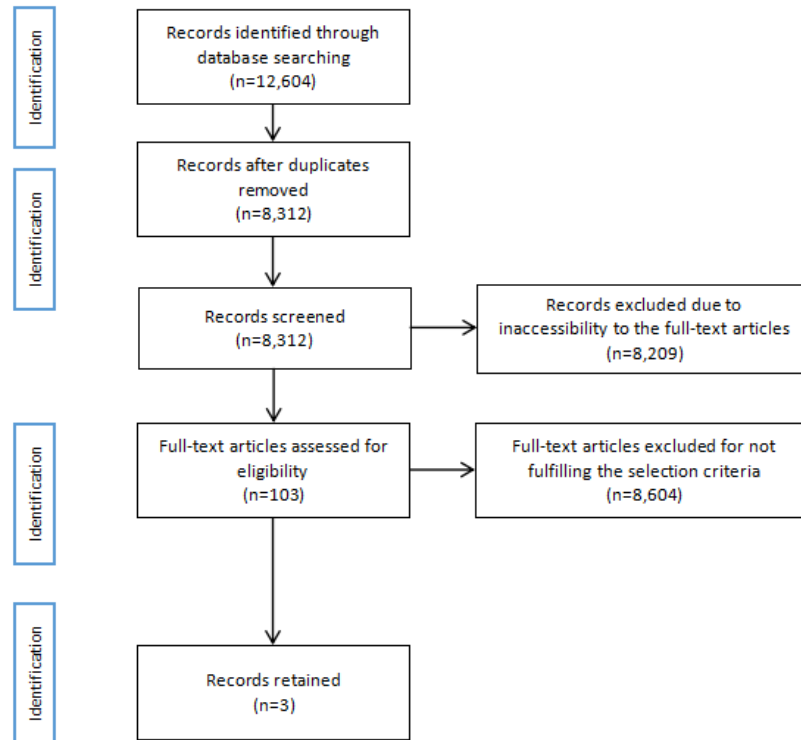 Identification
Records identified through
database searching
(n=12,604)
Identification
Records after duplicates
removed
(n=8,312)
Records screened
(n=8,312)
Records excluded due to
inaccessibility to the full-text articles
(n=8,209)
Identification
Full-text articles assessed for
eligibility
(n=103)
Full-text articles excluded for not
fulfilling the selection criteria
(n=8,604)
Identification
Records retained
(n=3)